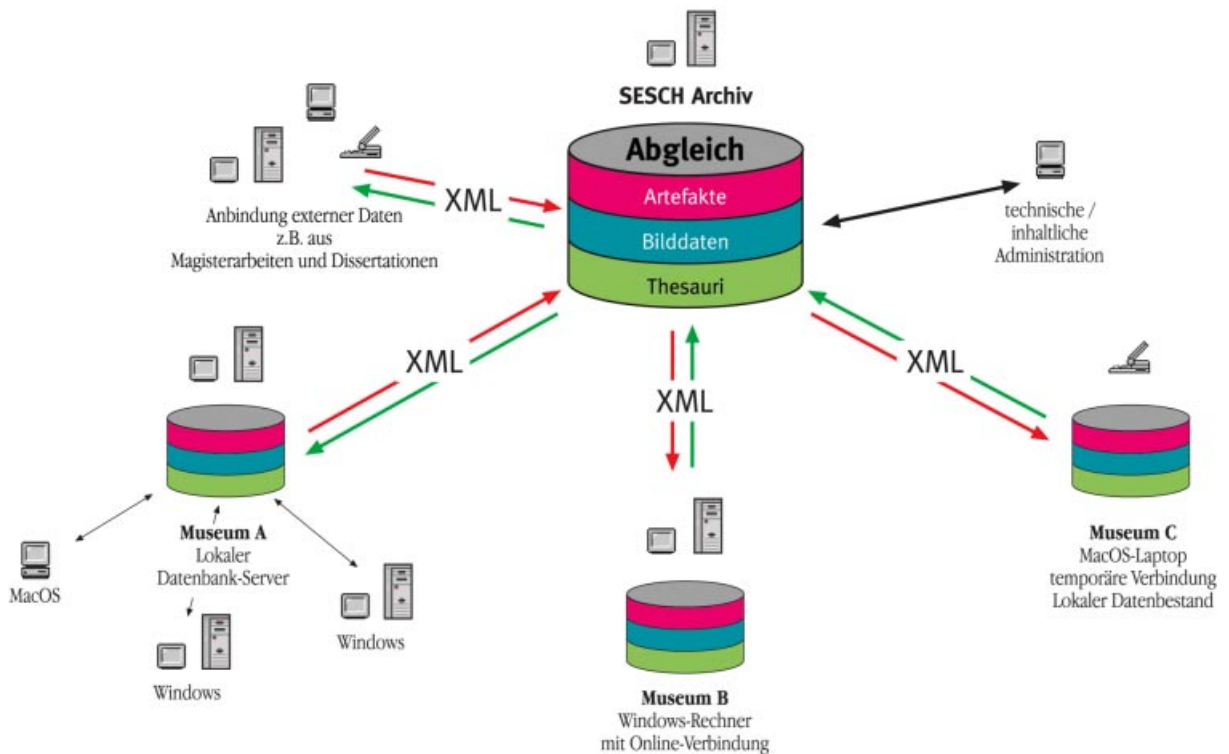 SESCH Archiv
Abgleich
Artefakte
Bilddaten
Thesauri
XML
Anbindung externer Daten
z.B. aus
Magisterarbeiten und Dissertationen
technische /
inhaltliche
Administration
XML
XML
XML
Museum A
Lokaler
Datenbank-Server
MacOS
Windows
Windows
Museum B
Windows-Rechner
mit Online-Verbindung
Museum C
MacOS-Laptop
temporäre Verbindung
Lokaler Datenbestand